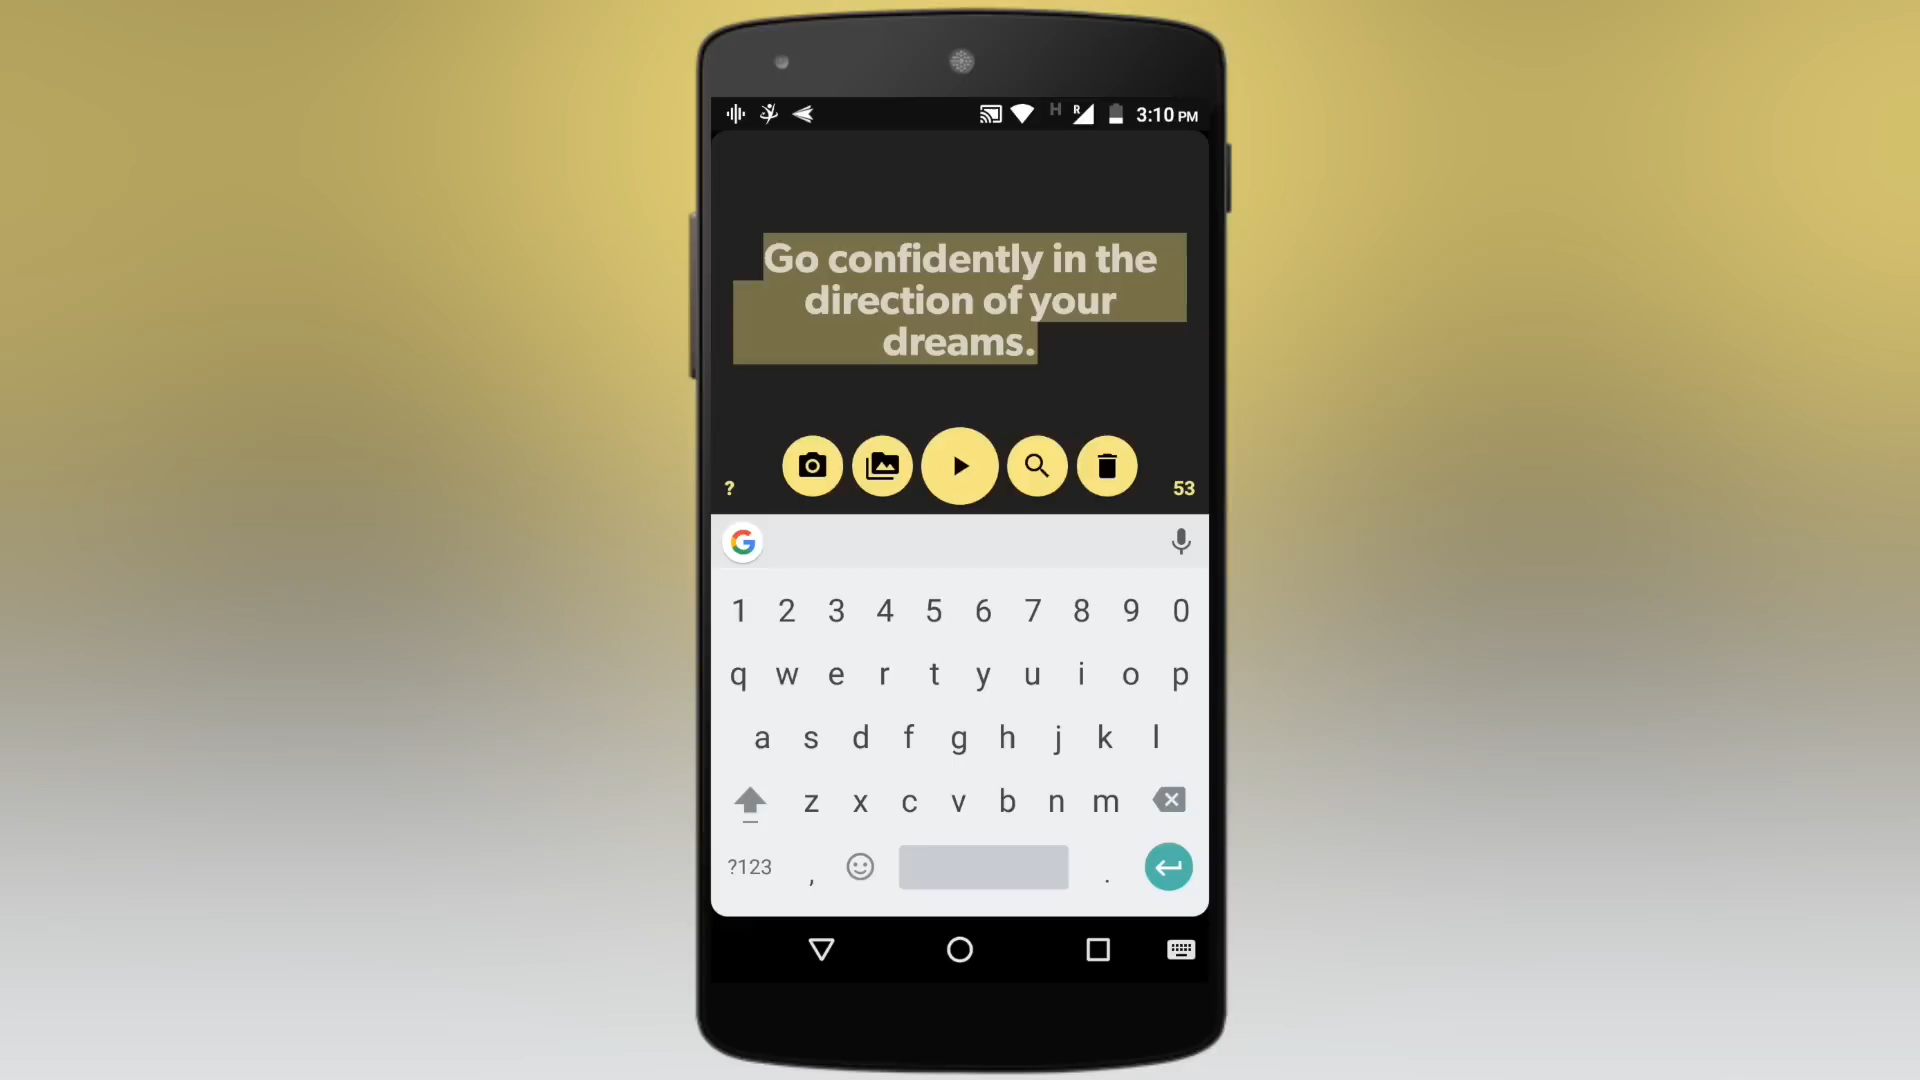 H R 3:10 PM
Go confidently in the
direction of your
dreams.
? 53
G
1 2 3 4 5 6 7 8 9 0
q w e r t y u i o p
a s d f g h j k l
z x c v b n m
?123 , .